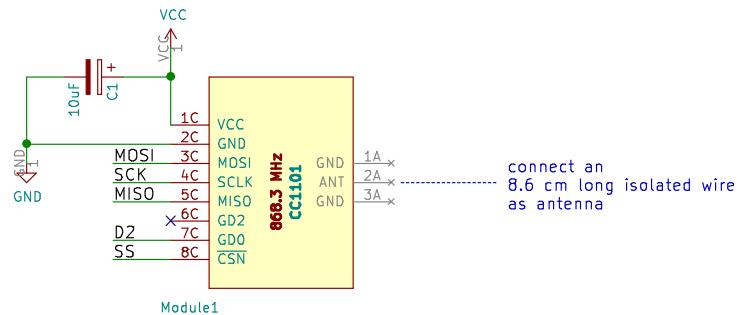 VCC
VCC
1
10uF
+
C1
GND
1
GND
1C
2C
3C
4C
5C
6C
7C
8C
MOSI
SCK
MISO
D2
SS
VCC
GND
MOSI
SCLK
MISO
GD2
GD0
CSN
868.3 MHz
CC1101
GND
ANT
GND
1A
2A
3A
connect an
8.6 cm long isolated wire
as antenna
Module1